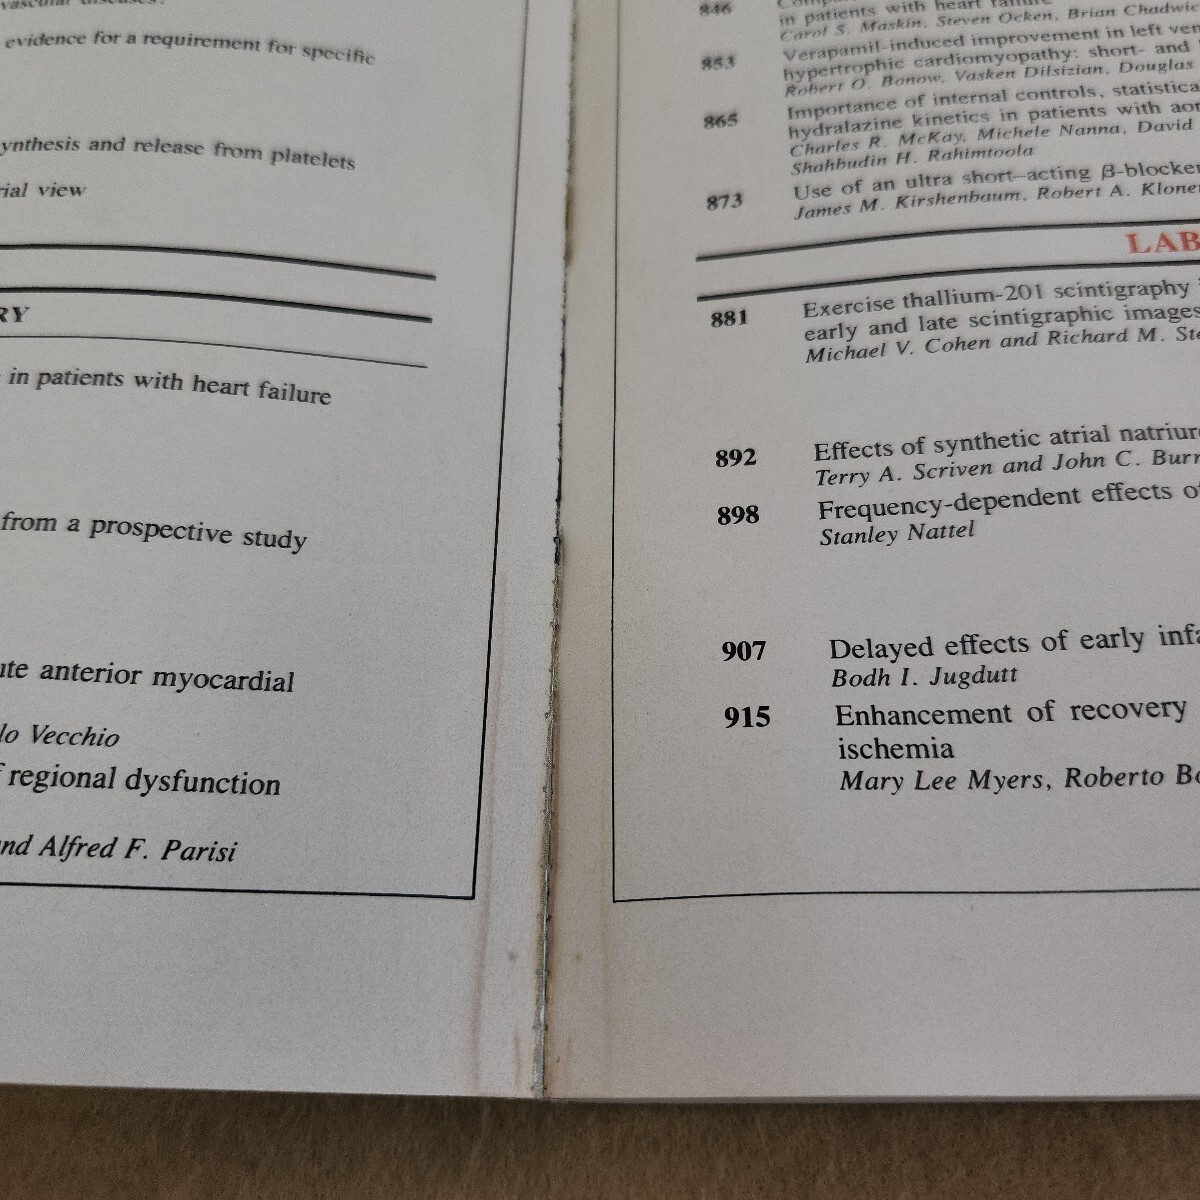 evidence for a requirement for specific
ynthesis and release from platelets
rial view
RY
in patients with heart failure
from a prospective study
ute anterior myocardial
lo Vecchio
f regional dysfunction
nd Alfred F. Parisi
846
in patients with heart failure
Carol S. Maskin, Steven Ocken, Brian Chadwic
853 Verapamil-induced improvement in left ven
hypertrophic cardiomyopathy: short- and
Robert O. Bonow, Vasken Dilsizian, Douglas
865 Importance of internal controls, statistica
hydralazine kinetics in patients with aor
Charles R. McKay, Michele Nanna, David
Shahbudin H. Rahimtoola
873 Use of an ultra short–acting β-blocker
James M. Kirshenbaum, Robert A. Kloner
LAB
881 Exercise thallium-201 scintigraphy
early and late scintigraphic images
Michael V. Cohen and Richard M. Ste
892 Effects of synthetic atrial natriur
Terry A. Scriven and John C. Burr
898 Frequency-dependent effects of
Stanley Nattel
907 Delayed effects of early infa
Bodh I. Jugdutt
915 Enhancement of recovery
ischemia
Mary Lee Myers, Roberto Bo